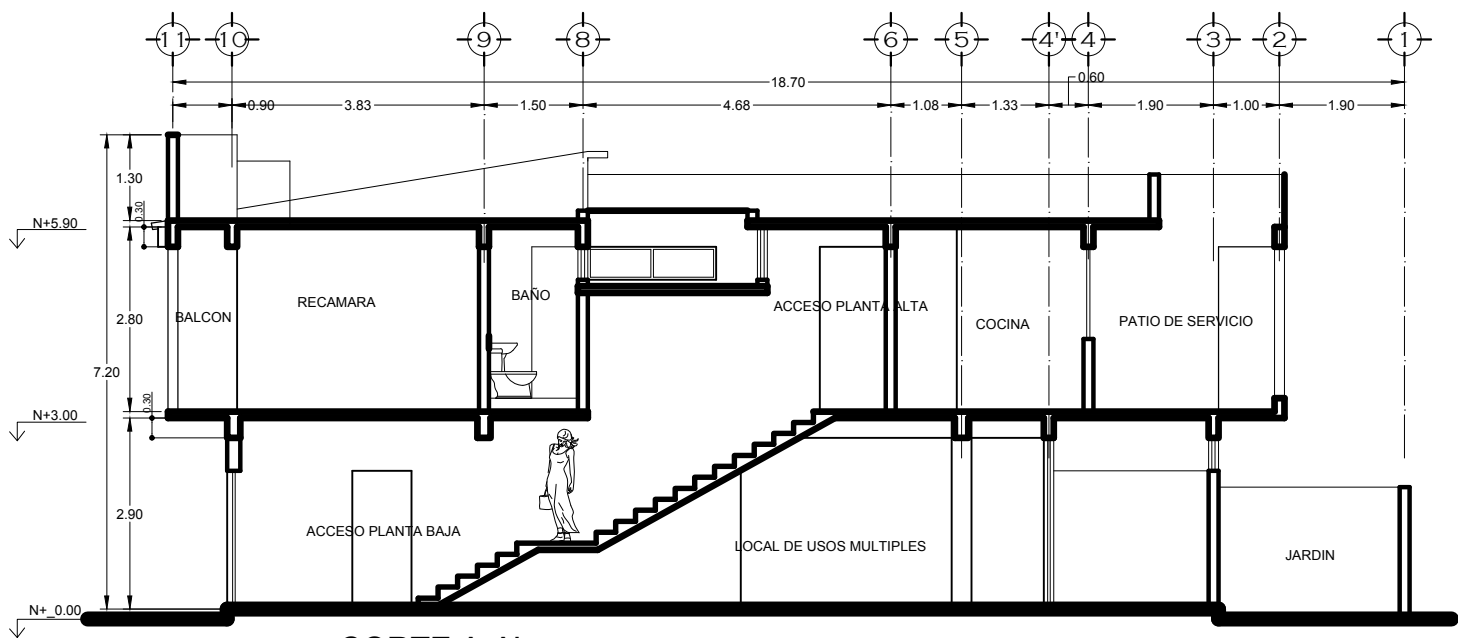 11 10 9 8 6 5 4' 4 3 2 1
18.70
0.60
0.90 3.83 1.50 4.68 1.08 1.33 1.90 1.00 1.90
1.30
0.30
N+5.90
BALCON
RECAMARA
BAÑO
ACCESO PLANTA ALTA
COCINA
PATIO DE SERVICIO
2.80
7.20
0.30
N+3.00
2.90
ACCESO PLANTA BAJA
LOCAL DE USOS MULTIPLES
JARDIN
N+_0.00